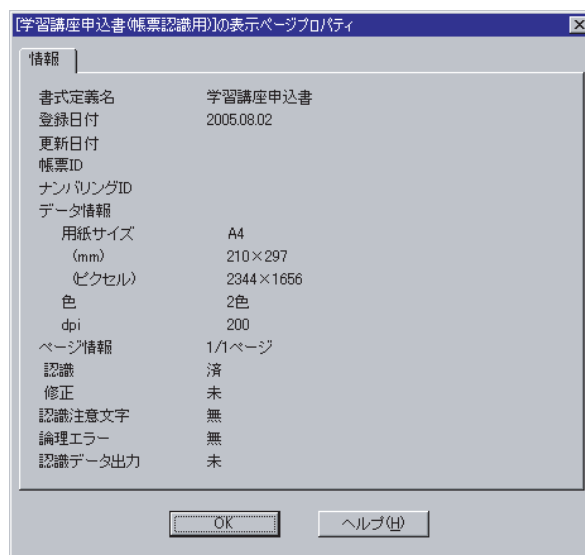 [学習講座申込書(帳票認識用)]の表示ページプロパティ
情報
書式定義名 学習講座申込書
登録日付 2005.08.02
更新日付
帳票ID
ナンバリングID
データ情報
用紙サイズ A4
(mm) 210×297
(ピクセル) 2344×1656
色 2色
dpi 200
ページ情報 1/1ページ
認識 済
修正 未
認識注意文字 無
論理エラー 無
認識データ出力 未
OK ヘルプ(H)